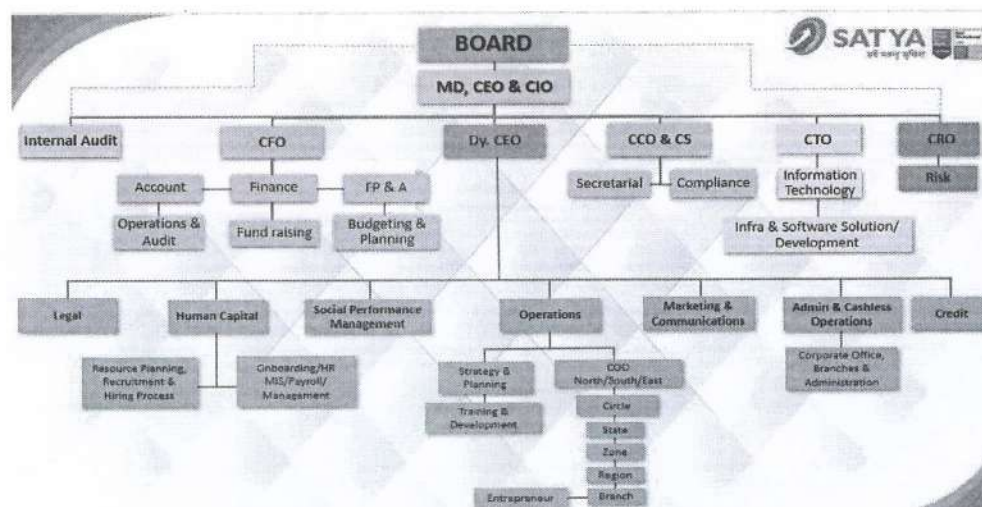 BOARD
SATYA
MD, CEO & CIO
Internal Audit
CFO
Dy. CEO
CCO & CS
CTO
CRO
Account
Finance
FP & A
Secretarial
Compliance
Information
Technology
Risk
Operations &
Audit
Fund raising
Budgeting &
Planning
Infra & Software Solution/
Development
Legal
Human Capital
Social Performance
Management
Operations
Marketing &
Communications
Admin & Cashless
Operations
Credit
Resource Planning,
Recruitment &
Hiring Process
Onboarding/HR
MIS/Payroll/
Management
Strategy &
Planning
COO
North/South/East
Corporate Office,
Branches &
Administration
Training &
Development
Circle
State
Zone
Region
Entrepreneur
Branch